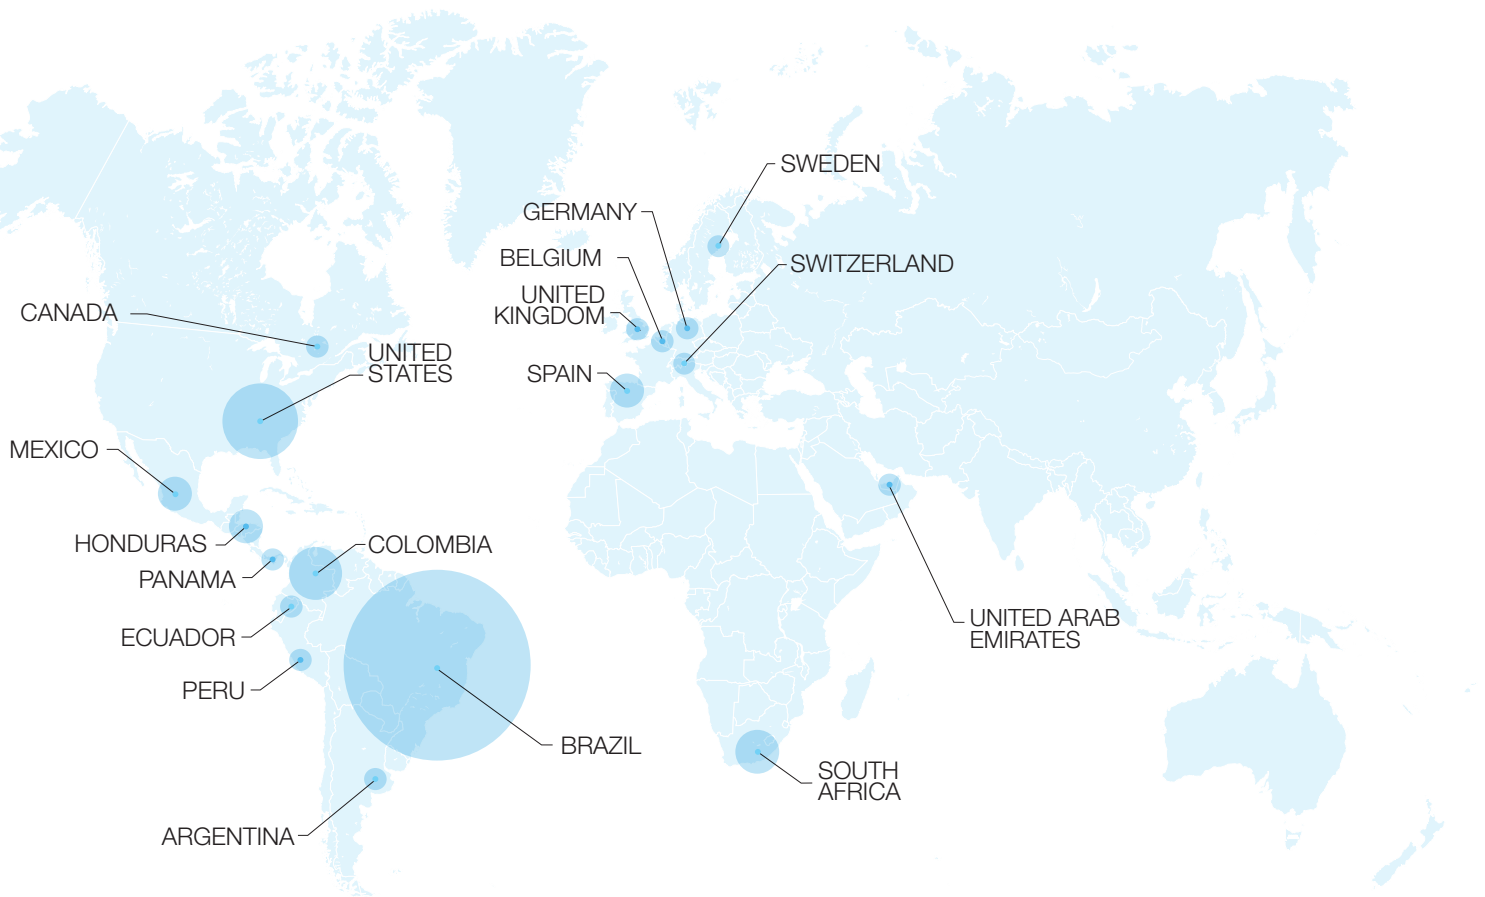 SWEDEN
GERMANY
BELGIUM
SWITZERLAND
UNITED
KINGDOM
CANADA
UNITED
STATES
SPAIN
MEXICO
HONDURAS
COLOMBIA
PANAMA
ECUADOR
UNITED ARAB
EMIRATES
PERU
BRAZIL
SOUTH
AFRICA
ARGENTINA